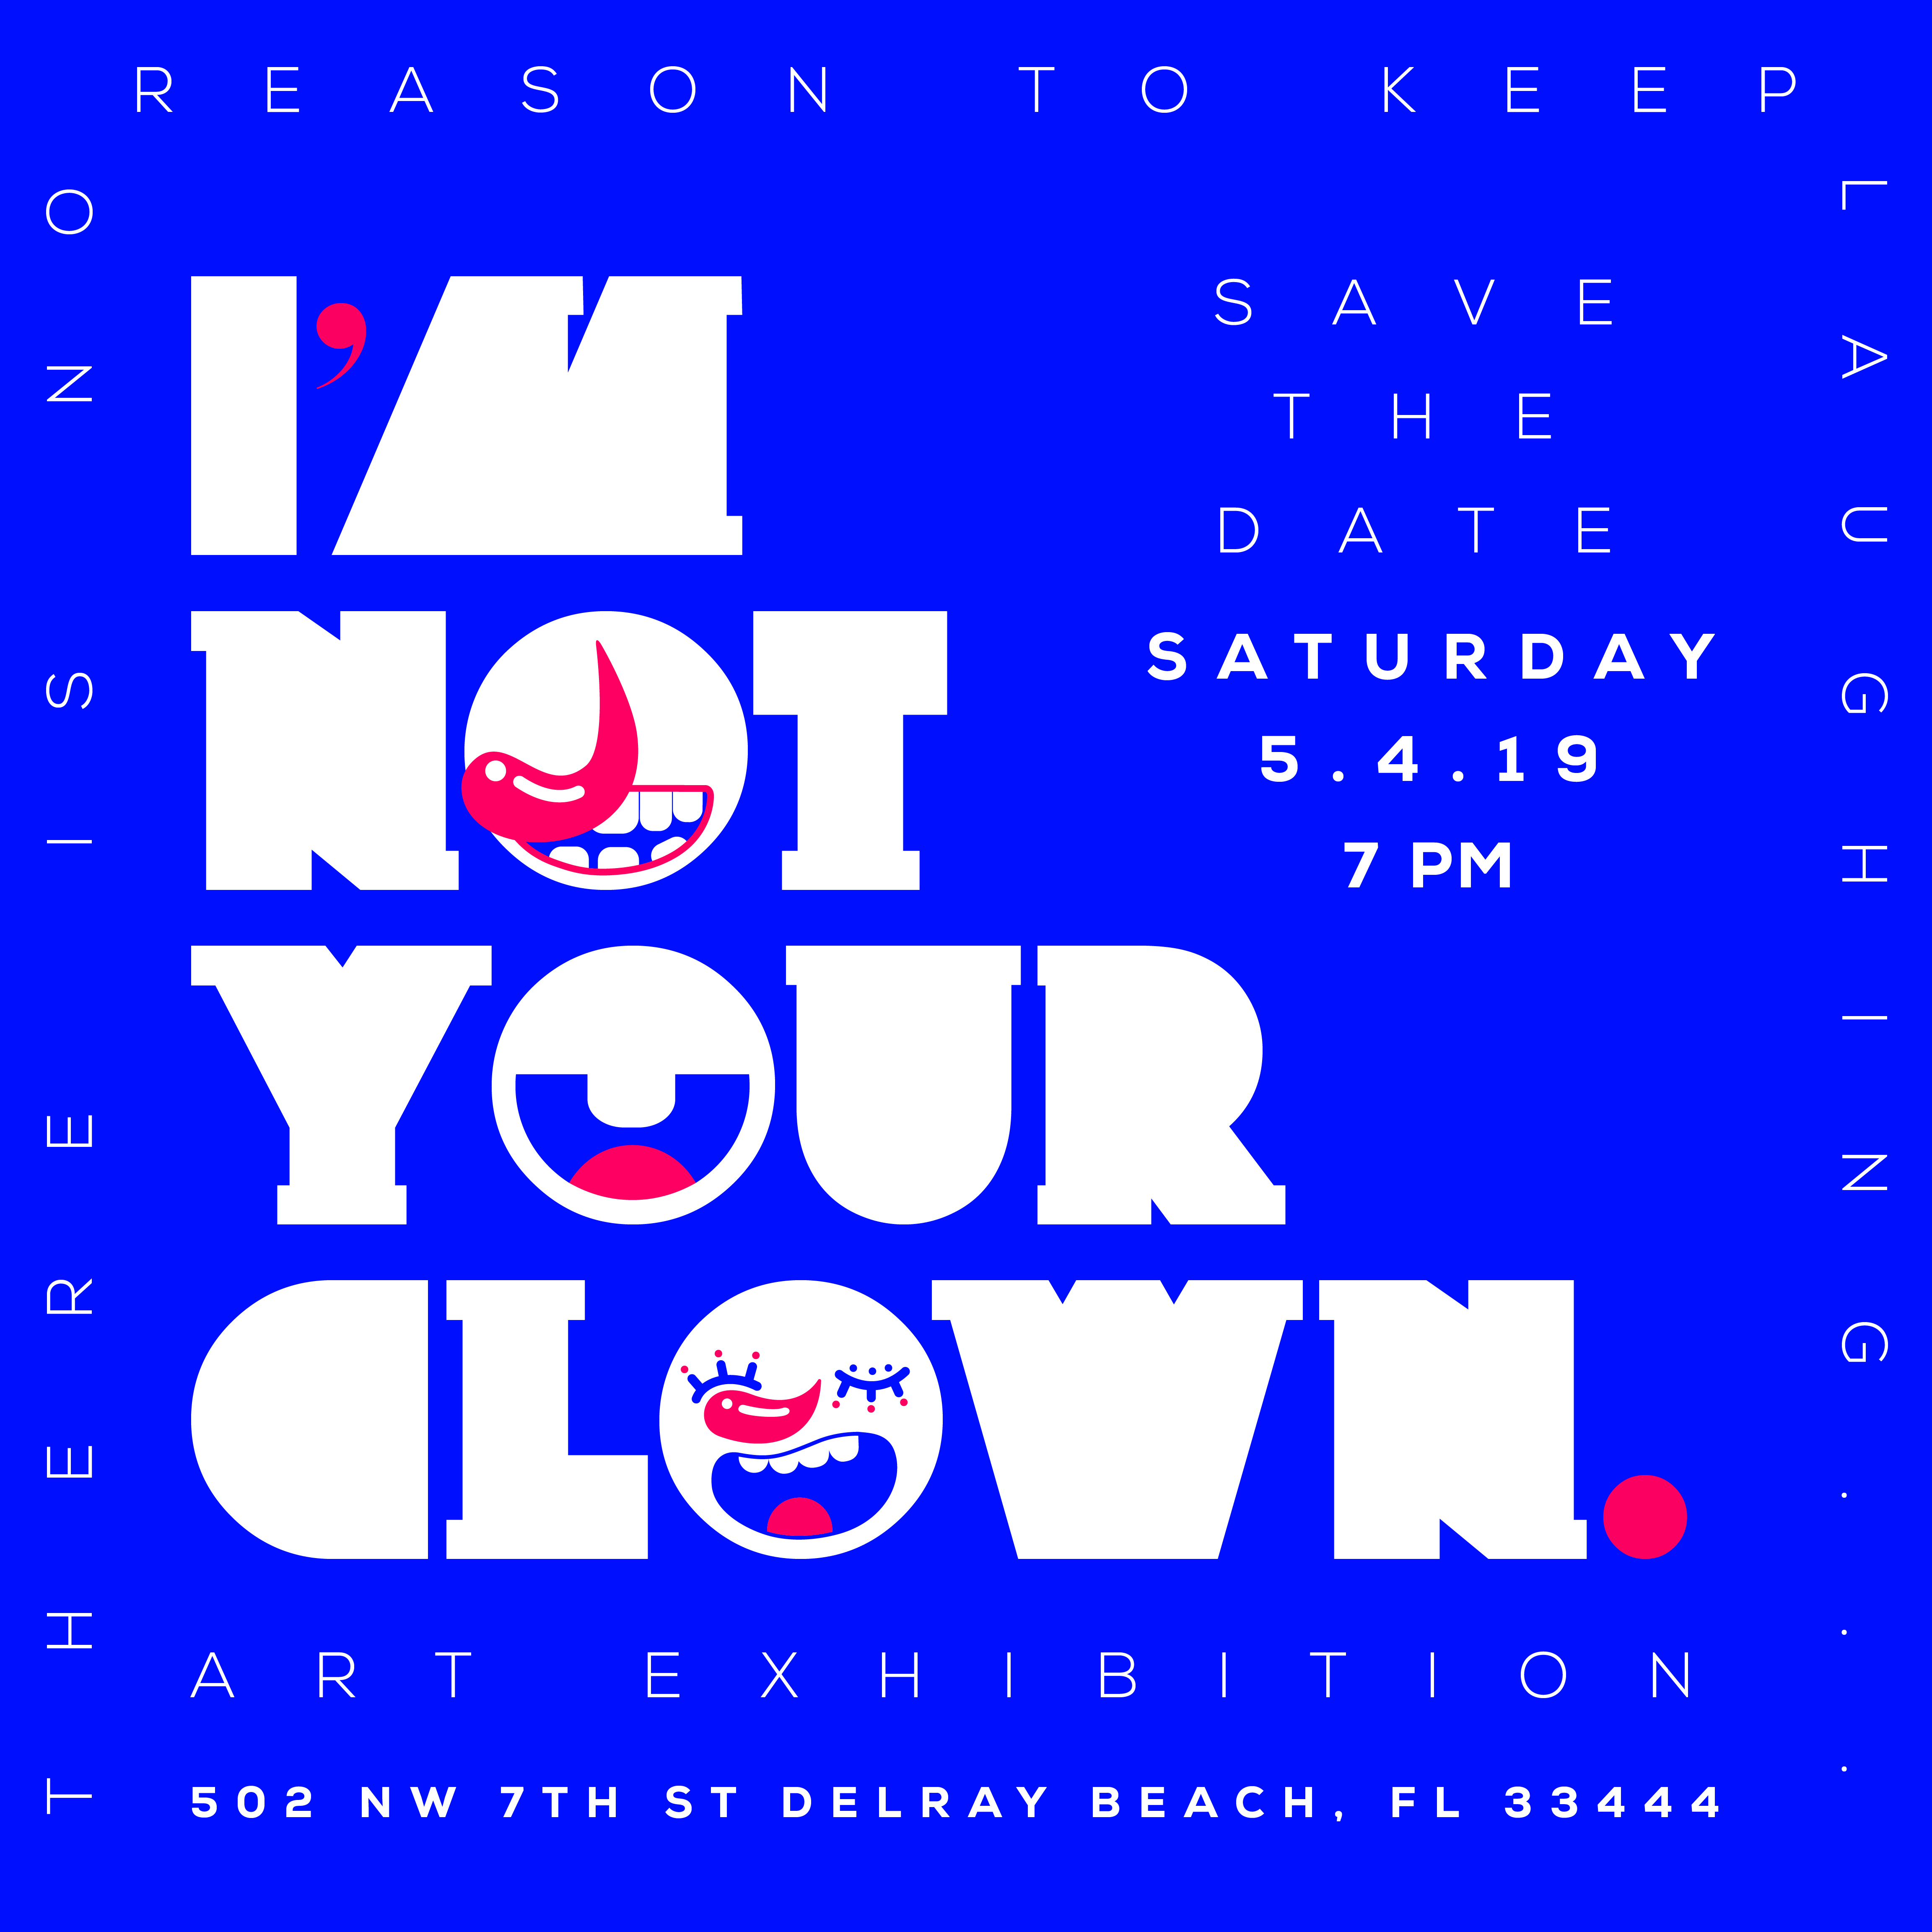 THERE IS NO
REASON TO KEEP
LAUGHING...
I'M
NOT
YOUR
CLOWN.
SAVE
THE
DATE
SATURDAY
5.4.19
7 PM
ART EXHIBITION
502 NW 7TH ST DELRAY BEACH, FL 33444